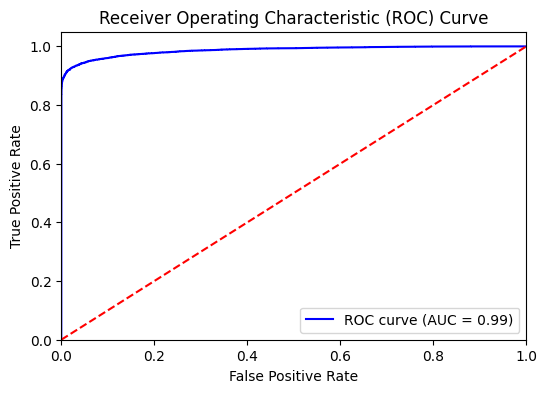 Receiver Operating Characteristic (ROC) Curve
1.0
0.8
0.6
0.4
0.2
0.0
True Positive Rate
ROC curve (AUC = 0.99)
0.0 0.2 0.4 0.6 0.8 1.0
False Positive Rate